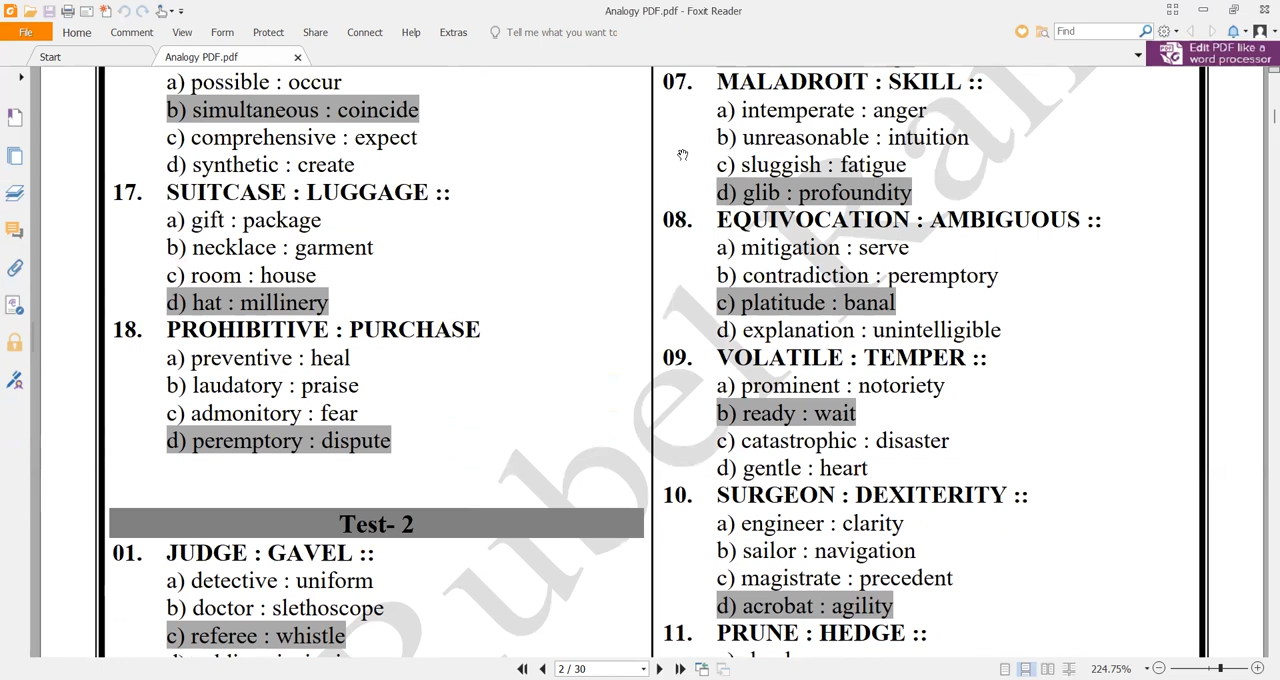 Analogy PDF.pdf - Foxit Reader
File Home Comment View Form Protect Share Connect Help Extras Tell me what you want tc Find
Start Analogy PDF.pdf
Edit PDF like a
word processor
a) possible : occur
b) simultaneous : coincide
c) comprehensive : expect
d) synthetic : create
17. SUITCASE : LUGGAGE ::
a) gift : package
b) necklace : garment
c) room : house
d) hat : millinery
18. PROHIBITIVE : PURCHASE
a) preventive : heal
b) laudatory : praise
c) admonitory : fear
d) peremptory : dispute
Test- 2
01. JUDGE : GAVEL ::
a) detective : uniform
b) doctor : slethoscope
c) referee : whistle
07. MALADROIT : SKILL ::
a) intemperate : anger
b) unreasonable : intuition
c) sluggish : fatigue
d) glib : profoundity
08. EQUIVOCATION : AMBIGUOUS ::
a) mitigation : serve
b) contradiction : peremptory
c) platitude : banal
d) explanation : unintelligible
09. VOLATILE : TEMPER ::
a) prominent : notoriety
b) ready : wait
c) catastrophic : disaster
d) gentle : heart
10. SURGEON : DEXITERITY ::
a) engineer : clarity
b) sailor : navigation
c) magistrate : precedent
d) acrobat : agility
11. PRUNE : HEDGE ::
2 / 30
224.75%